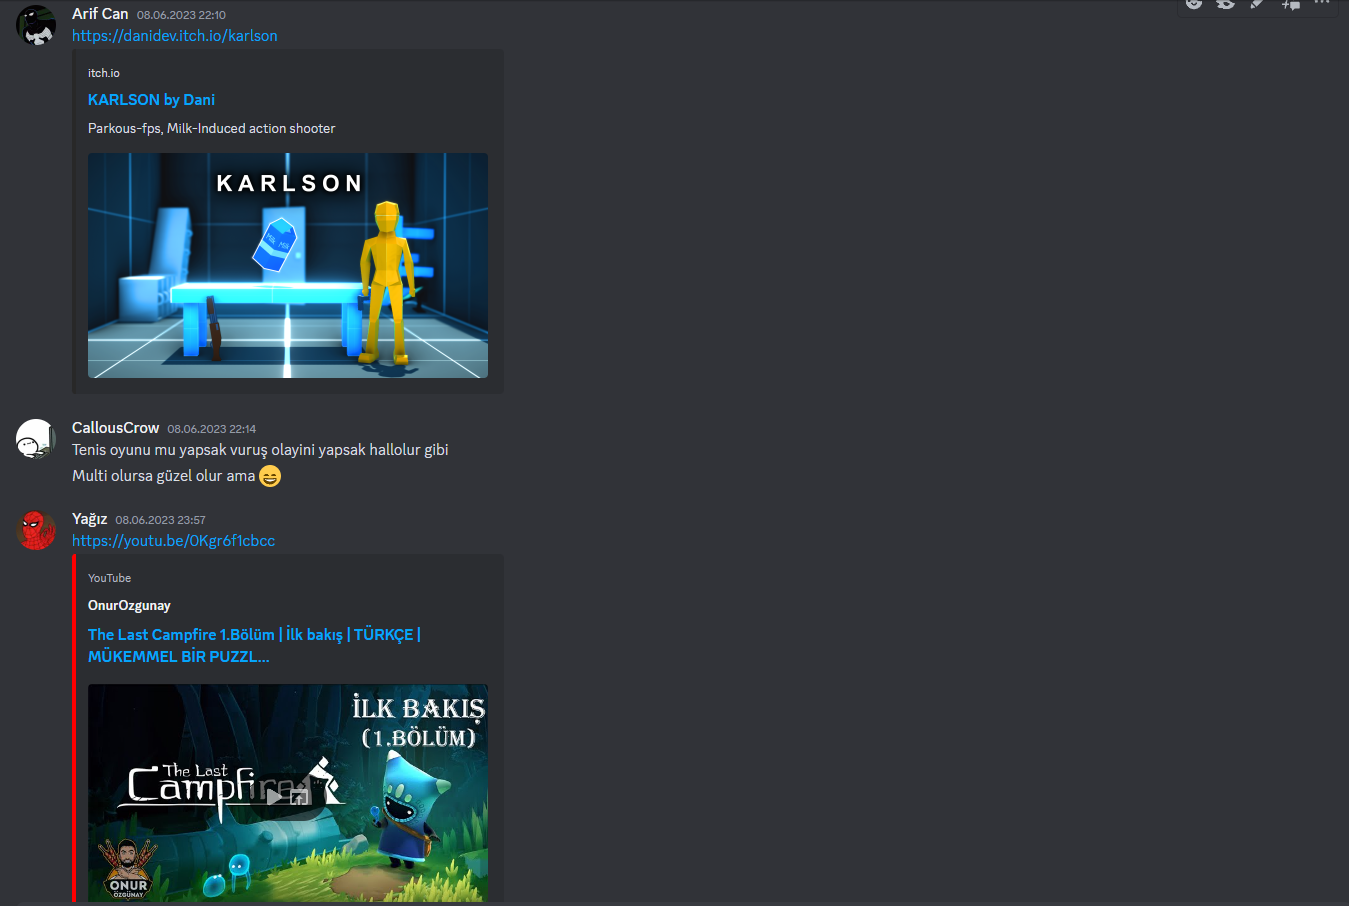 Arif Can 08.06.2023 22:10
https://danidev.itch.io/karlson
itch.io
KARLSON by Dani
Parkous-fps, Milk-Induced action shooter
KARLSON
Milk Milk
CallousCrow 08.06.2023 22:14
Tenis oyunu mu yapsak vuruş olayini yapsak hallolur gibi
Multi olursa güzel olur ama 😄
Yağız 08.06.2023 23:57
https://youtu.be/0Kgr6f1cbcc
YouTube
OnurOzgunay
The Last Campfire 1.Bölüm | İlk bakış | TÜRKÇE |
MÜKEMMEL BİR PUZZL...
İLK BAKIŞ
(1.BÖLÜM)
The Last
Campfire
ONUR
ÖZGÜNAY